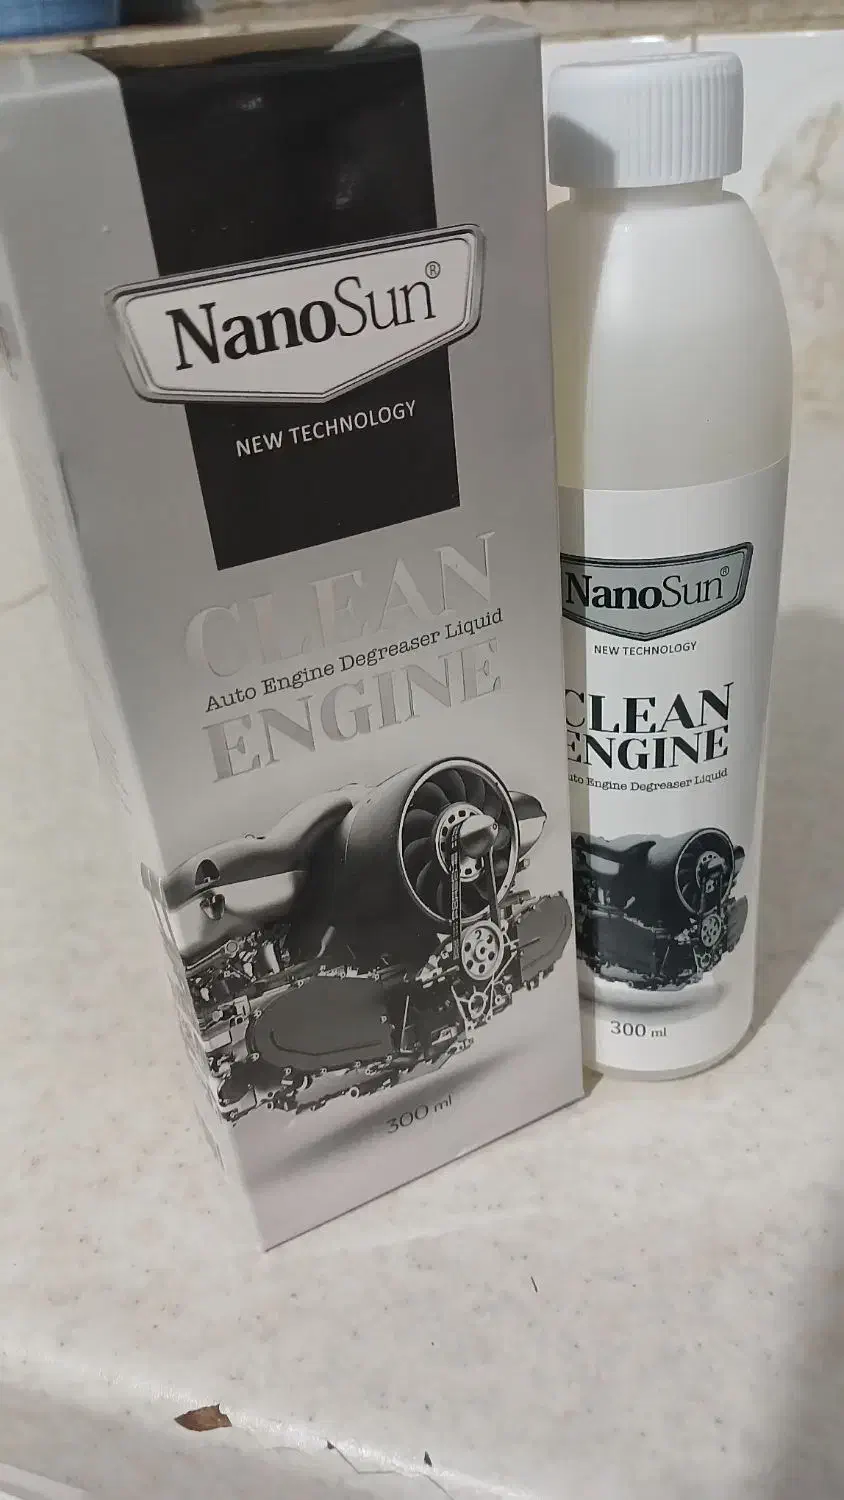 NanoSun®
NEW TECHNOLOGY
CLEAN
Auto Engine Degreaser Liquid
ENGINE
300 ml
NanoSun®
NEW TECHNOLOGY
CLEAN
ENGINE
uto Engine Degreaser Liquid
300 ml